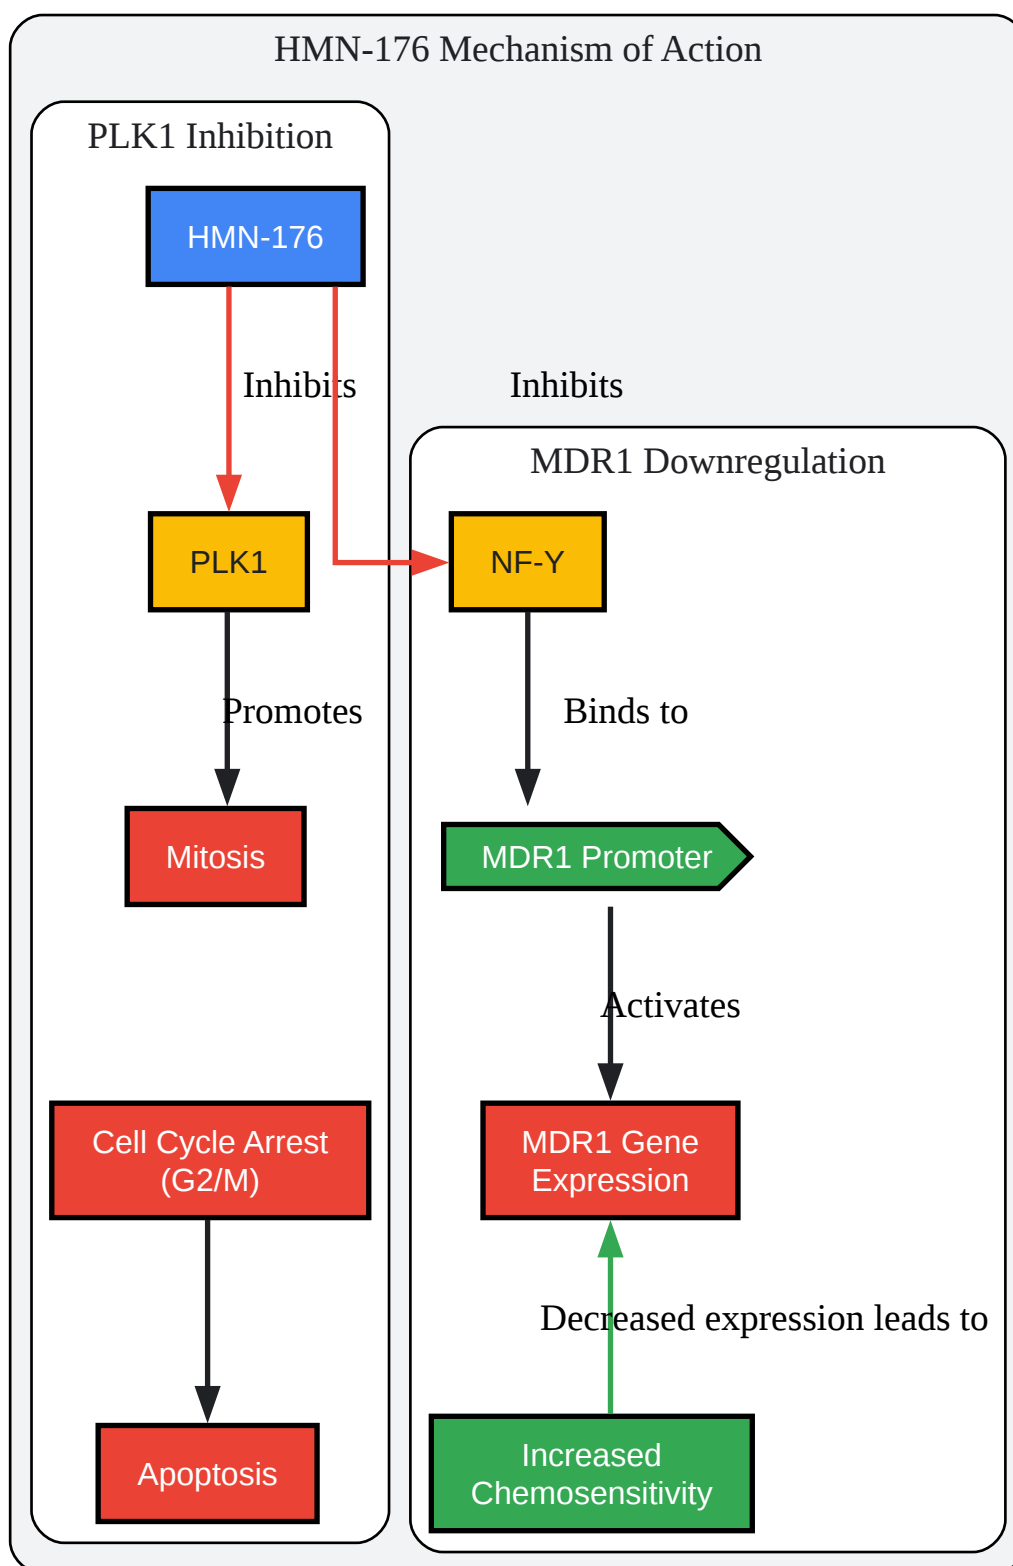 HMN-176 Mechanism of Action
PLK1 Inhibition
HMN-176
Inhibits
Inhibits
MDR1 Downregulation
PLK1
NF-Y
Promotes
Binds to
Mitosis
MDR1 Promoter
Activates
Cell Cycle Arrest
(G2/M)
MDR1 Gene
Expression
Decreased expression leads to
Apoptosis
Increased
Chemosensitivity